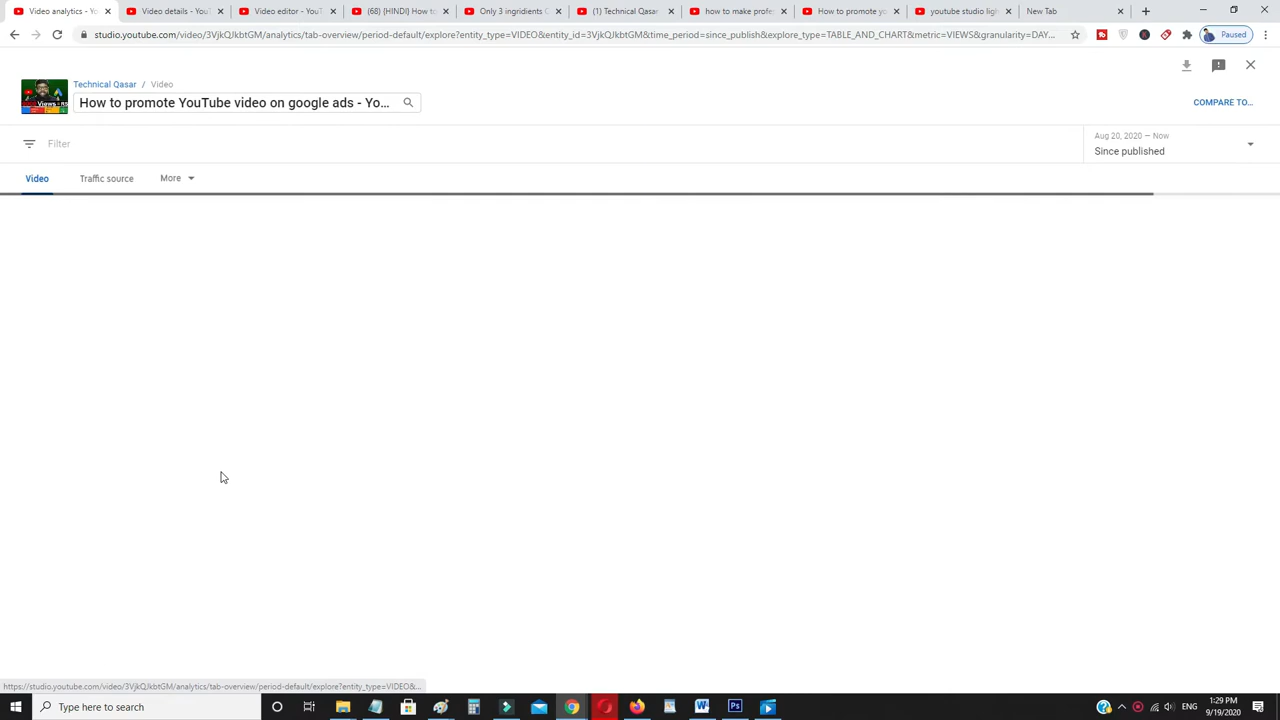 Video analytics - Yo
Video details - YouT
Video editor - YouT
(68) [HINDI] How to
Only 3 ingridients C
(1) Technical Qasar
how to make profe
How to promote yo
youtube studio ligh
New Tab
studio.youtube.com/video/3VjkQJkbtGM/analytics/tab-overview/period-default/explore?entity_type=VIDEO&entity_id=3VjkQJkbtGM&time_period=since_publish&explore_type=TABLE_AND_CHART&metric=VIEWS&granularity=DAY...
Paused
Technical Qasar / Video
How to promote YouTube video on google ads - Yo...
COMPARE TO...
Filter
Aug 20, 2020 — Now
Since published
Video
Traffic source
More
https://studio.youtube.com/video/3VjkQJkbtGM/analytics/tab-overview/period-default/explore?entity_type=VIDEO&...
Type here to search
ENG
1:29 PM
9/19/2020